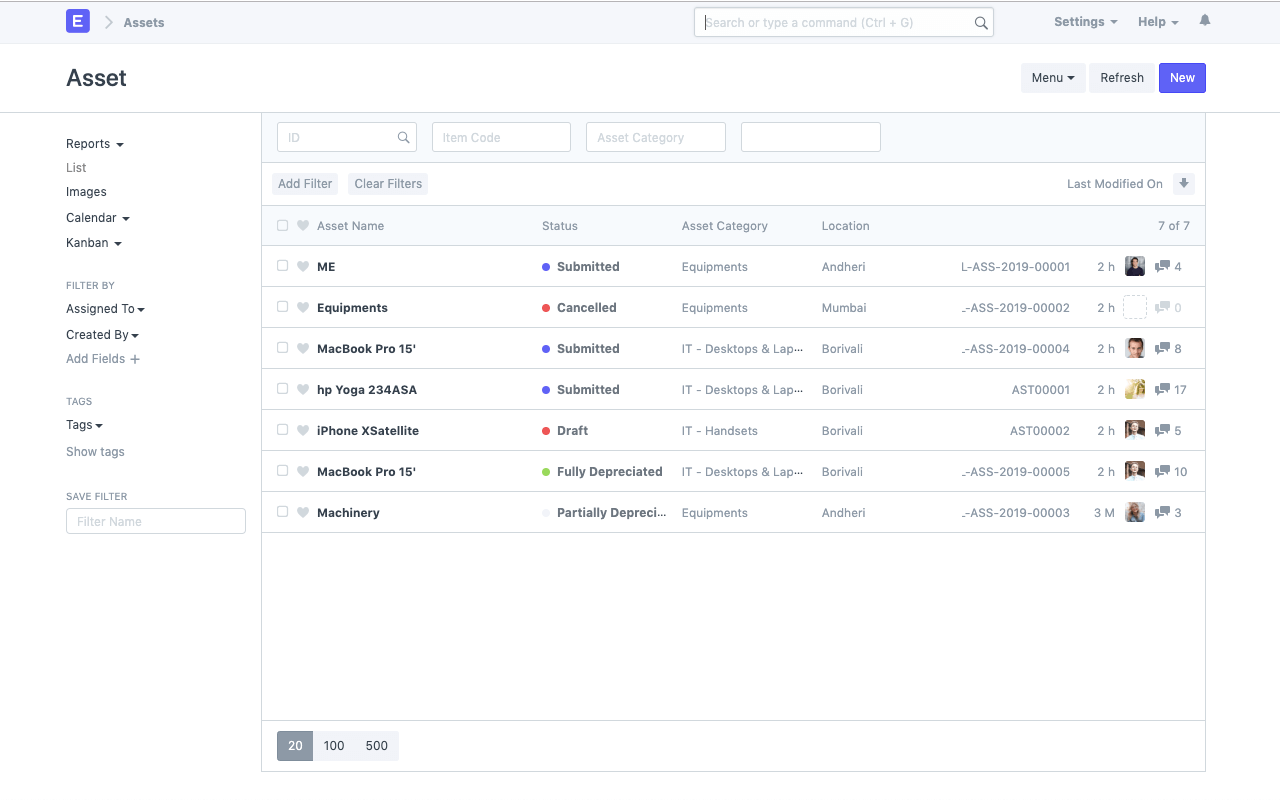 E Assets Search or type a command (Ctrl + G) Settings Help
Asset Menu Refresh New
Reports
List
Images
Calendar
Kanban
FILTER BY
Assigned To
Created By
Add Fields +
TAGS
Tags
Show tags
SAVE FILTER
Filter Name
ID Item Code Asset Category
Add Filter Clear Filters Last Modified On
Asset Name Status Asset Category Location 7 of 7
ME Submitted Equipments Andheri L-ASS-2019-00001 2 h 4
Equipments Cancelled Equipments Mumbai -ASS-2019-00002 2 h 0
MacBook Pro 15' Submitted IT - Desktops & Lap... Borivali -ASS-2019-00004 2 h 8
hp Yoga 234ASA Submitted IT - Desktops & Lap... Borivali AST00001 2 h 17
iPhone XSatellite Draft IT - Handsets Borivali AST00002 2 h 5
MacBook Pro 15' Fully Depreciated IT - Desktops & Lap... Borivali -ASS-2019-00005 2 h 10
Machinery Partially Depreci... Equipments Andheri -ASS-2019-00003 3 M 3
20 100 500